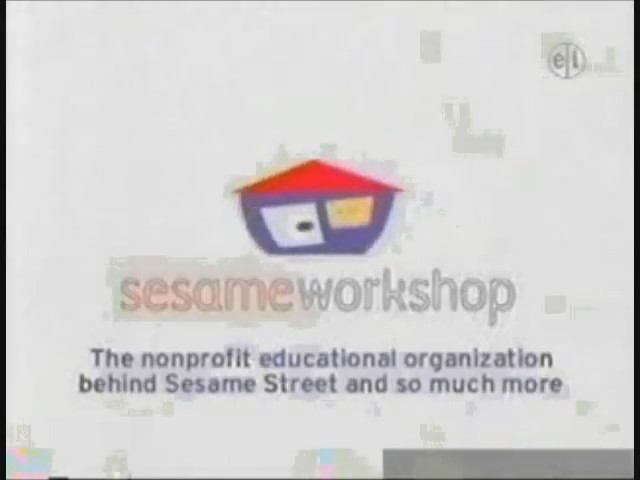 e/i
sesameworkshop
The nonprofit educational organization
behind Sesame Street and so much more